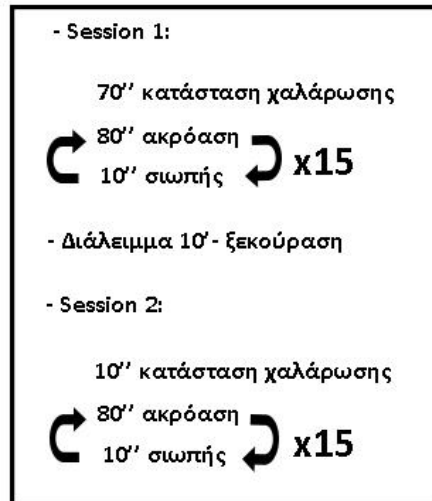 - Session 1:
70'' κατάσταση χαλάρωσης
80'' ακρόαση
10'' σιωπής
x15
- Διάλειμμα 10'- ξεκούραση
- Session 2:
10'' κατάσταση χαλάρωσης
80'' ακρόαση
10'' σιωπής
x15